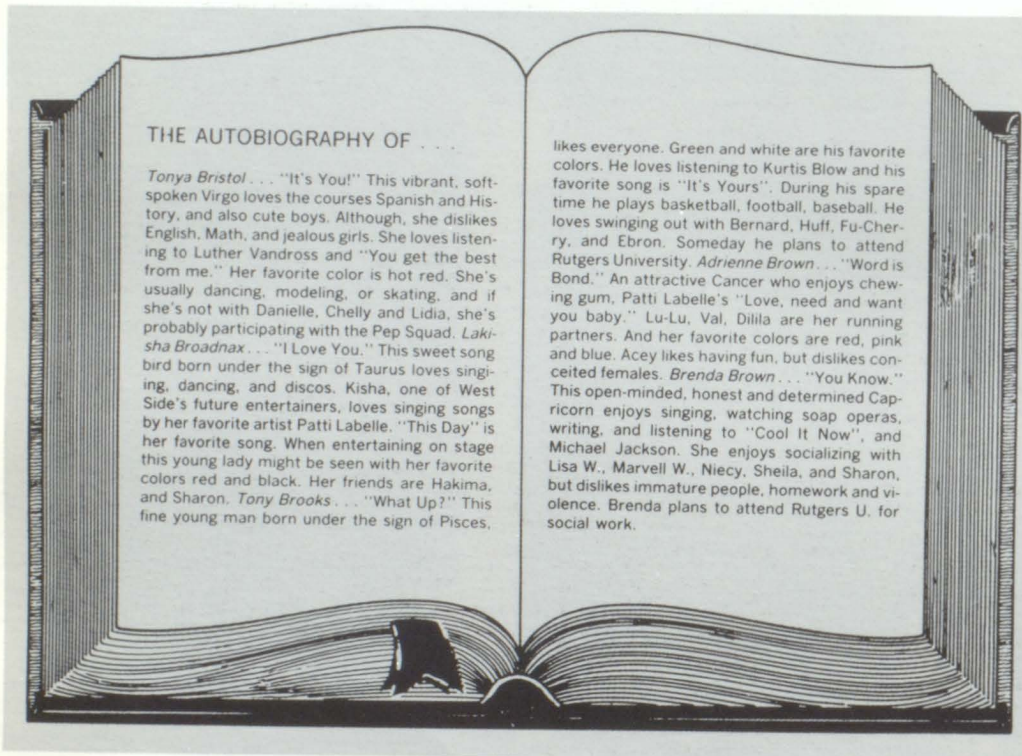 THE AUTOBIOGRAPHY OF . . .
Tonya Bristol . . . "It's You!" This vibrant, soft-
spoken Virgo loves the courses Spanish and His-
tory, and also cute boys. Although, she dislikes
English, Math, and jealous girls. She loves listen-
ing to Luther Vandross and "You get the best
from me." Her favorite color is hot red. She's
usually dancing, modeling, or skating, and if
she's not with Danielle, Chelly and Lidia, she's
probably participating with the Pep Squad. Laki-
sha Broadnax . . . "I Love You." This sweet song
bird born under the sign of Taurus loves singi-
ing, dancing, and discos. Kisha, one of West
Side's future entertainers, loves singing songs
by her favorite artist Patti Labelle. "This Day" is
her favorite song. When entertaining on stage
this young lady might be seen with her favorite
colors red and black. Her friends are Hakima,
and Sharon. Tony Brooks . . . "What Up?" This
fine young man born under the sign of Pisces,
likes everyone. Green and white are his favorite
colors. He loves listening to Kurtis Blow and his
favorite song is "It's Yours". During his spare
time he plays basketball, football, baseball. He
loves swinging out with Bernard, Huff, Fu-Cher-
ry, and Ebron. Someday he plans to attend
Rutgers University. Adrienne Brown . . . "Word is
Bond." An attractive Cancer who enjoys chew-
ing gum, Patti Labelle's "Love, need and want
you baby." Lu-Lu, Val, Dilila are her running
partners. And her favorite colors are red, pink
and blue. Acey likes having fun, but dislikes con-
ceited females. Brenda Brown . . . "You Know."
This open-minded, honest and determined Cap-
ricorn enjoys singing, watching soap operas,
writing, and listening to "Cool It Now", and
Michael Jackson. She enjoys socializing with
Lisa W., Marvell W., Niecy, Sheila, and Sharon,
but dislikes immature people, homework and vi-
olence. Brenda plans to attend Rutgers U. for
social work.